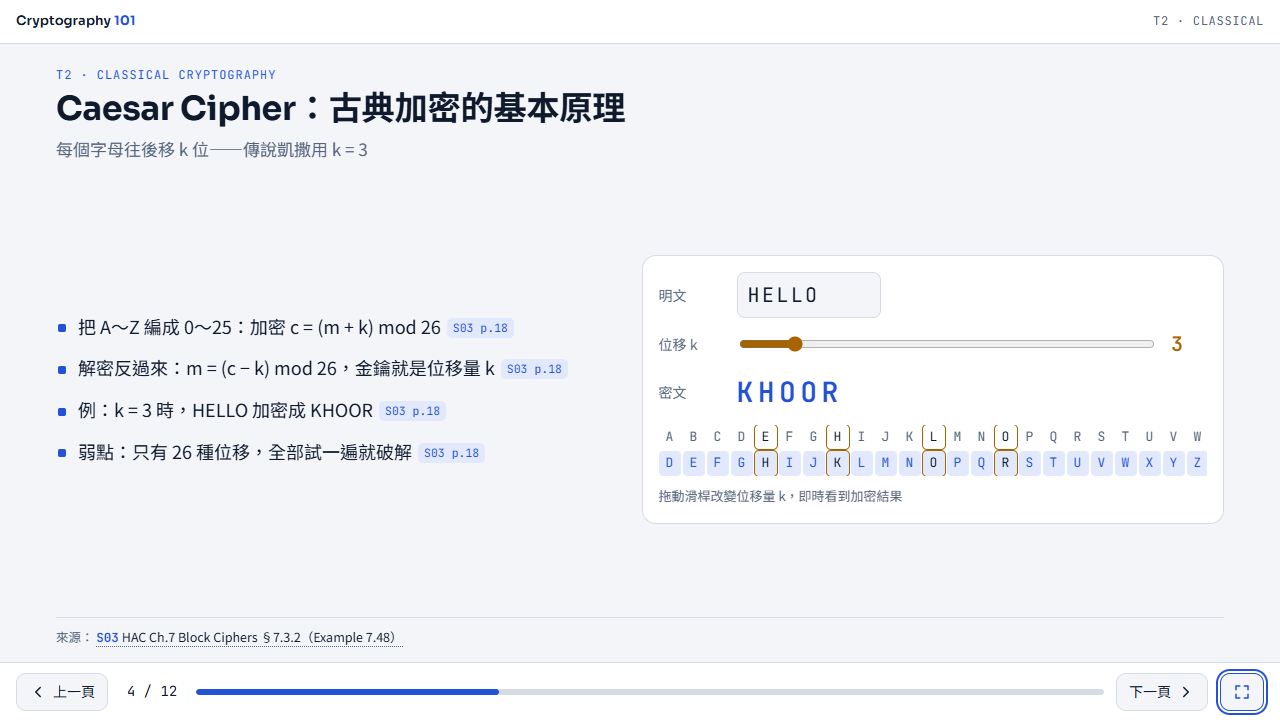 Cryptography 101
T2 · CLASSICAL
T2 · CLASSICAL CRYPTOGRAPHY
Caesar Cipher：古典加密的基本原理
每個字母往後移 k 位——傳說凱撒用 k = 3
把 A～Z 編成 0～25：加密 c = (m + k) mod 26 S03 p.18
解密反過來：m = (c − k) mod 26，金鑰就是位移量 k S03 p.18
例：k = 3 時，HELLO 加密成 KHOOR S03 p.18
弱點：只有 26 種位移，全部試一遍就破解 S03 p.18
明文 HELLO
位移 k 3
密文 KHOOR
A B C D E F G H I J K L M N O P Q R S T U V W
D E F G H I J K L M N O P Q R S T U V W X Y Z
拖動滑桿改變位移量 k，即時看到加密結果
來源： S03 HAC Ch.7 Block Ciphers §7.3.2（Example 7.48）
上一頁 4 / 12 下一頁